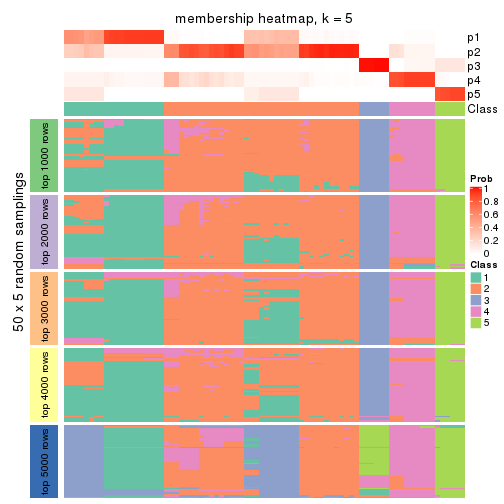 membership heatmap, k = 5
p1
p2
p3
p4
p5
Class
50 x 5 random samplings
top 1000 rows
top 2000 rows
top 3000 rows
top 4000 rows
top 5000 rows
Prob
1
0.8
0.6
0.4
0.2
0
Class
1
2
3
4
5